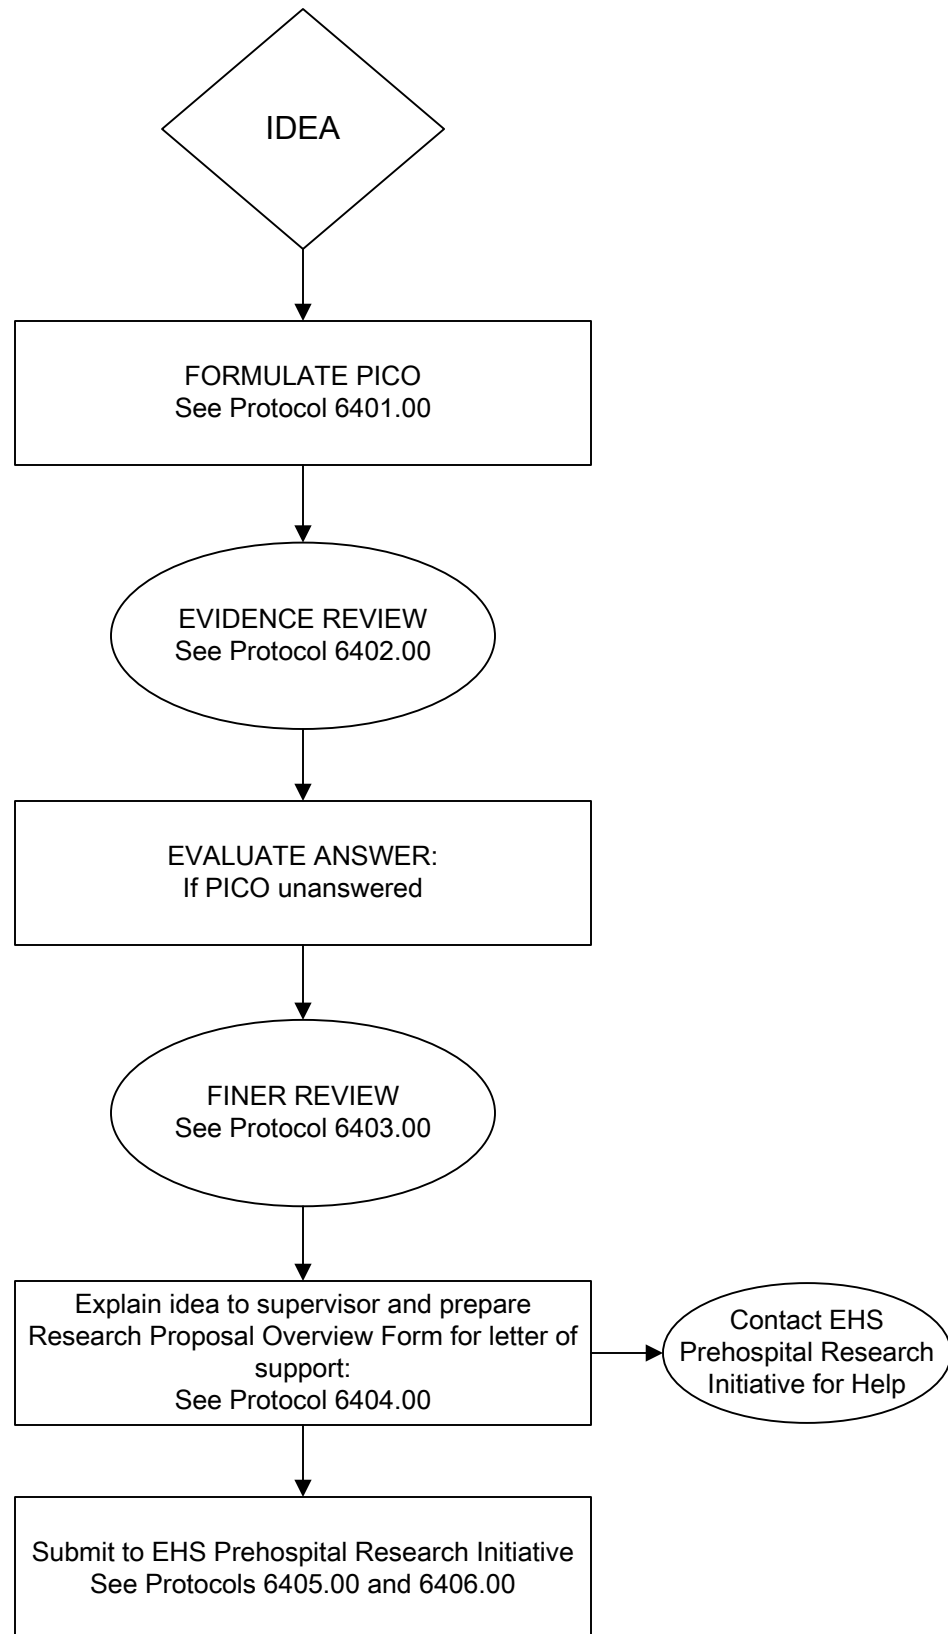 IDEA
FORMULATE PICO
See Protocol 6401.00
EVIDENCE REVIEW
See Protocol 6402.00
EVALUATE ANSWER:
If PICO unanswered
FINER REVIEW
See Protocol 6403.00
Explain idea to supervisor and prepare
Research Proposal Overview Form for letter of
support:
See Protocol 6404.00
Contact EHS
Prehospital Research
Initiative for Help
Submit to EHS Prehospital Research Initiative
See Protocols 6405.00 and 6406.00